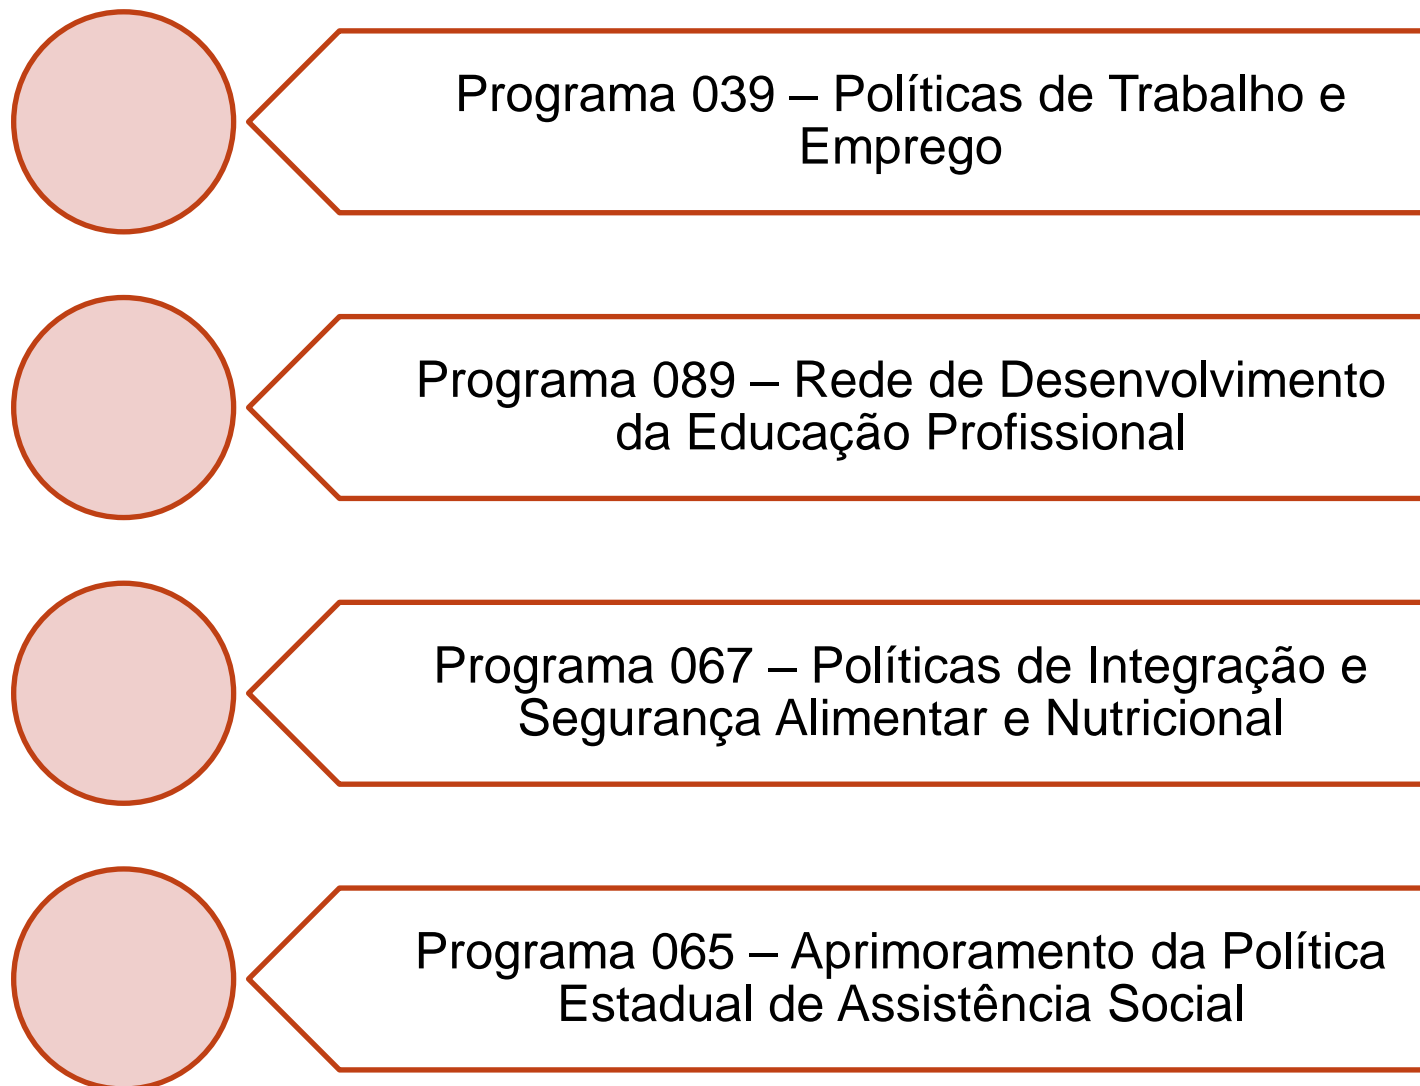 Programa 039 – Políticas de Trabalho e
Emprego
Programa 089 – Rede de Desenvolvimento
da Educação Profissional
Programa 067 – Políticas de Integração e
Segurança Alimentar e Nutricional
Programa 065 – Aprimoramento da Política
Estadual de Assistência Social